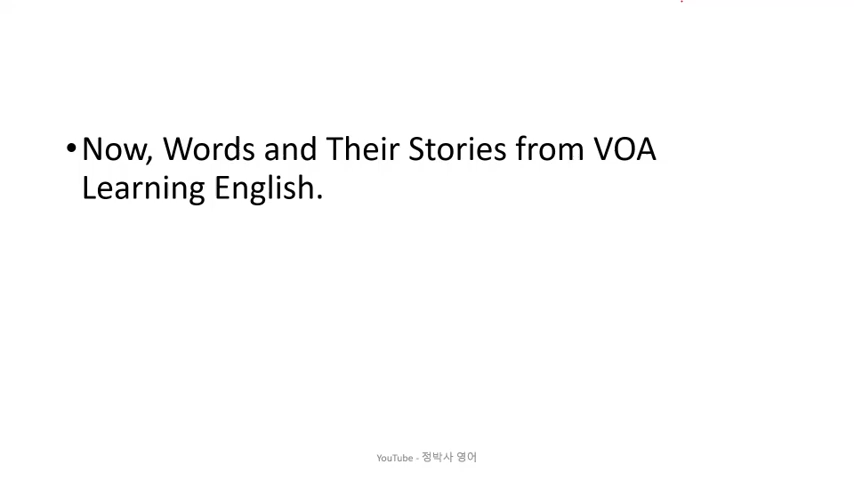 •Now, Words and Their Stories from VOA
Learning English.
YouTube - 정박사 영어